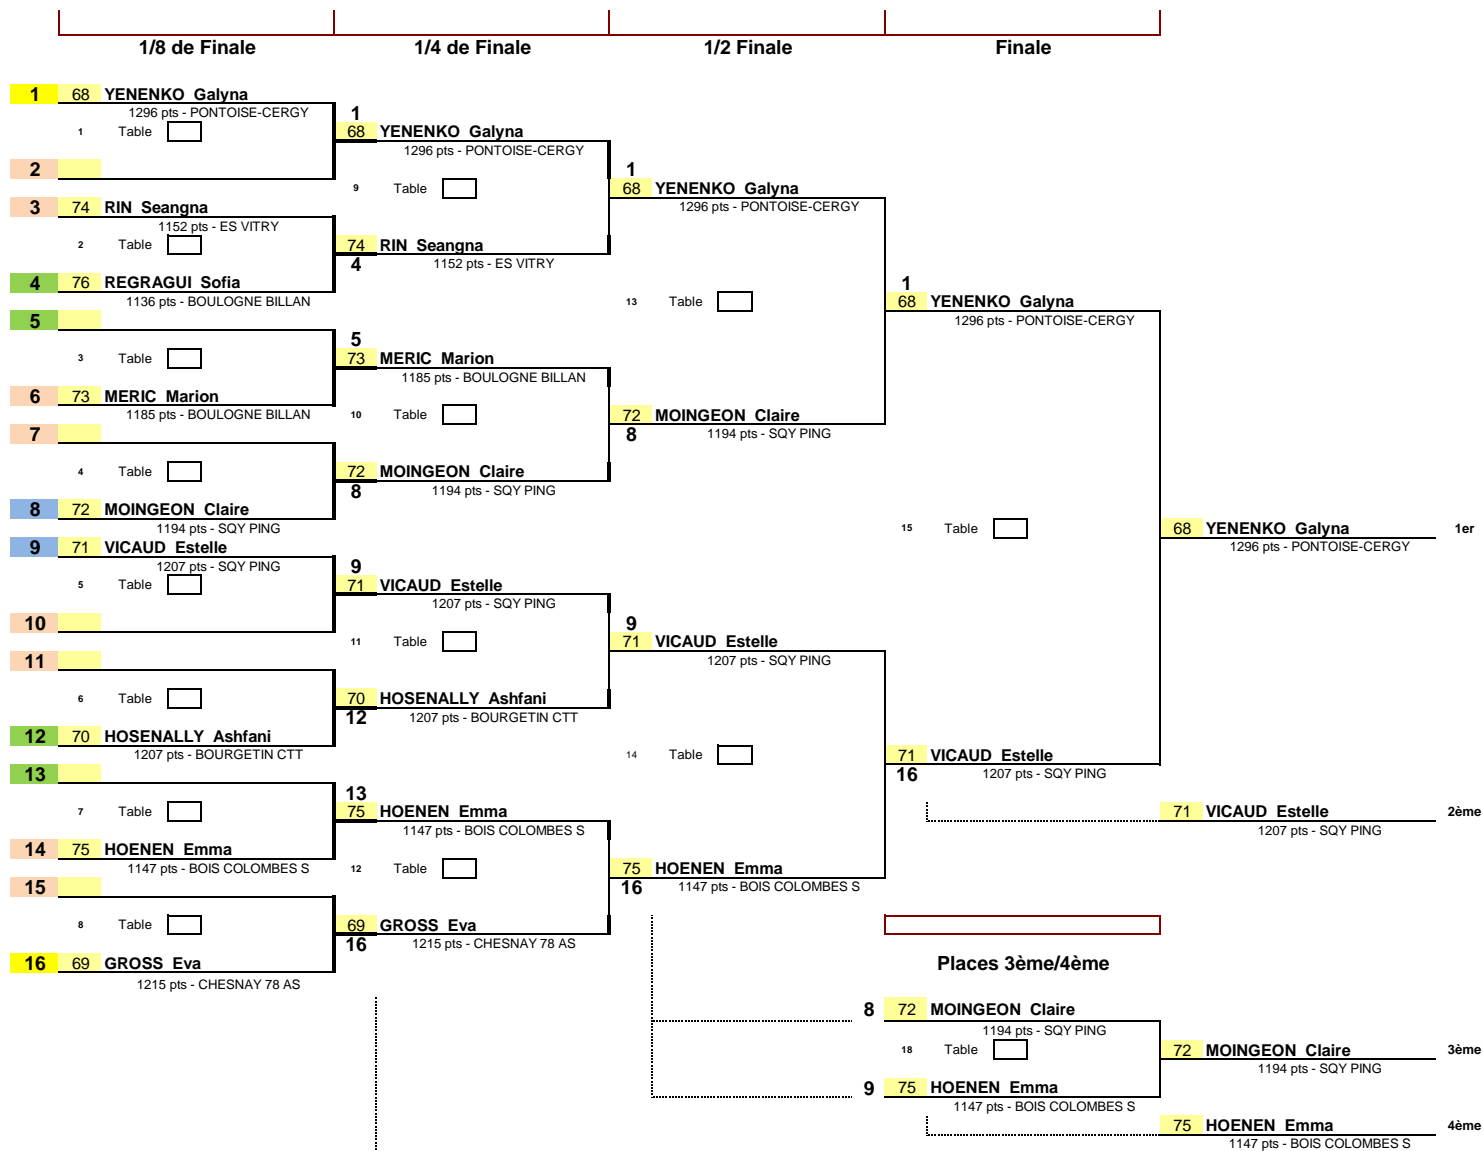 1/8 de Finale
1/4 de Finale
1/2 Finale
Finale
1 68 YENENKO Galyna
1296 pts - PONTOISE-CERGY
1 Table
2
3 74 RIN Seangna
1152 pts - ES VITRY
2 Table
4 76 REGRAGUI Sofia
1136 pts - BOULOGNE BILLAN
5
3 Table
6 73 MERIC Marion
1185 pts - BOULOGNE BILLAN
7
4 Table
8 72 MOINGEON Claire
1194 pts - SQY PING
9 71 VICAUD Estelle
1207 pts - SQY PING
5 Table
10
11
6 Table
12 70 HOSENALLY Ashfani
1207 pts - BOURGETIN CTT
13
7 Table
14 75 HOENEN Emma
1147 pts - BOIS COLOMBES S
15
8 Table
16 69 GROSS Eva
1215 pts - CHESNAY 78 AS
1
68 YENENKO Galyna
1296 pts - PONTOISE-CERGY
9 Table
74 RIN Seangna
4 1152 pts - ES VITRY
5
73 MERIC Marion
1185 pts - BOULOGNE BILLAN
10 Table
72 MOINGEON Claire
8 1194 pts - SQY PING
9
71 VICAUD Estelle
1207 pts - SQY PING
11 Table
70 HOSENALLY Ashfani
12 1207 pts - BOURGETIN CTT
13
75 HOENEN Emma
1147 pts - BOIS COLOMBES S
12 Table
69 GROSS Eva
16 1215 pts - CHESNAY 78 AS
1
68 YENENKO Galyna
1296 pts - PONTOISE-CERGY
13 Table
72 MOINGEON Claire
8 1194 pts - SQY PING
9
71 VICAUD Estelle
1207 pts - SQY PING
14 Table
75 HOENEN Emma
16 1147 pts - BOIS COLOMBES S
1
68 YENENKO Galyna
1296 pts - PONTOISE-CERGY
15 Table
71 VICAUD Estelle
16 1207 pts - SQY PING
68 YENENKO Galyna 1er
1296 pts - PONTOISE-CERGY
71 VICAUD Estelle 2ème
1207 pts - SQY PING
Places 3ème/4ème
8 72 MOINGEON Claire
1194 pts - SQY PING
18 Table
9 75 HOENEN Emma
1147 pts - BOIS COLOMBES S
72 MOINGEON Claire 3ème
1194 pts - SQY PING
75 HOENEN Emma 4ème
1147 pts - BOIS COLOMBES S